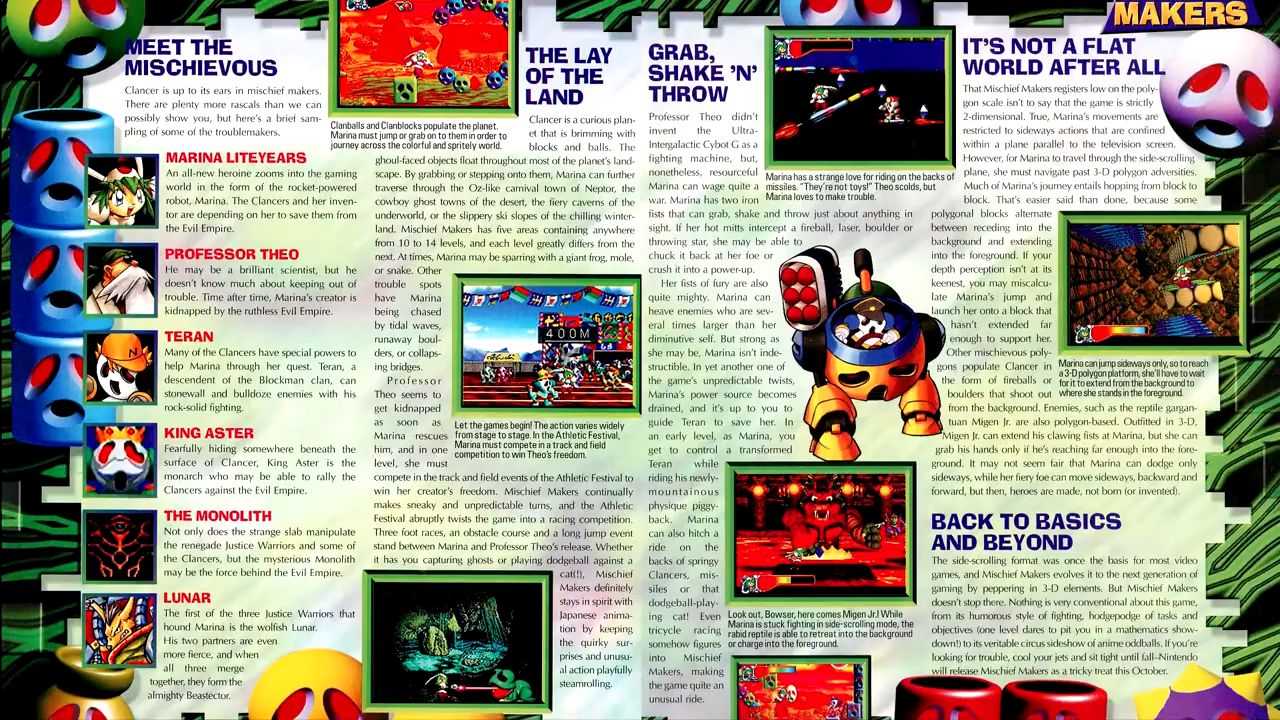 MAKERS
MEET THE
MISCHIEVOUS
Clancer is up to its ears in mischief makers.
There are plenty more rascals than we can
possibly show you, but here's a brief sam-
pling of some of the troublemakers.
MARINA LITEYEARS
An all-new heroine zooms into the gaming
world in the form of the rocket-powered
robot, Marina. The Clancers and her inven-
tor are depending on her to save them from
the Evil Empire.
PROFESSOR THEO
He may be a brilliant scientist, but he
doesn't know much about keeping out of
trouble. Time after time, Marina's creator is
kidnapped by the ruthless Evil Empire.
TERAN
Many of the Clancers have special powers to
help Marina through her quest. Teran, a
descendent of the Blockman clan, can
stonewall and bulldoze enemies with his
rock-solid fighting.
KING ASTER
Fearfully hiding somewhere beneath the
surface of Clancer, King Aster is the
monarch who may be able to rally the
Clancers against the Evil Empire.
THE MONOLITH
Not only does the strange slab manipulate
the renegade Justice Warriors and some of
the Clancers, but the mysterious Monolith
may be the force behind the Evil Empire.
LUNAR
The first of the three Justice Warriors that
hound Marina is the wolfish Lunar.
His two partners are even
more fierce, and when
all three merge
together, they form the
almighty Beastector.
Clanballs and Clanblocks populate the planet.
Marina must jump or grab on to them in order to
journey across the colorful and spritely world.
THE LAY
OF THE
LAND
Clancer is a curious plan-
et that is brimming with
blocks and balls. The
ghoul-faced objects float throughout most of the planet's land-
scape. By grabbing or stepping onto them, Marina can further
traverse through the Oz-like carnival town of Neptor, the
cowboy ghost towns of the desert, the fiery caverns of the
underworld, or the slippery ski slopes of the chilling winter-
land. Mischief Makers has five areas containing anywhere
from 10 to 14 levels, and each level greatly differs from the
next. At times, Marina may be sparring with a giant frog, mole,
or snake. Other
trouble spots
have Marina
being chased
by tidal waves,
runaway boul-
ders, or collaps-
ing bridges.
Professor
Theo seems to
get kidnapped
as soon as
Marina rescues
him, and in one
level, she must
compete in the track and field events of the Athletic Festival to
win her creator's freedom. Mischief Makers continually
makes sneaky and unpredictable turns, and the Athletic
Festival abruptly twists the game into a racing competition.
Three foot races, an obstacle course and a long jump event
stand between Marina and Professor Theo's release. Whether
it has you capturing ghosts or playing dodgeball against a
cat(!), Mischief
Makers definitely
stays in spirit with
Japanese anima-
tion by keeping
the quirky sur-
prises and unusu-
al action playfully
steamrolling.
400M
Let the games begin! The action varies widely
from stage to stage. In the Athletic Festival,
Marina must compete in a track and field
competition to win Theo's freedom.
GRAB,
SHAKE 'N'
THROW
Professor Theo didn't
invent the Ultra-
Intergalactic Cybot G as a
fighting machine, but,
nonetheless, resourceful
Marina can wage quite a
war. Marina has two iron
fists that can grab, shake and throw just about anything in
sight. If her hot mitts intercept a fireball, laser, boulder or
throwing star, she may be able to
chuck it back at her foe or
crush it into a power-up.
Her fists of fury are also
quite mighty. Marina can
heave enemies who are sev-
eral times larger than her
diminutive self. But strong as
she may be, Marina isn't inde-
structible. In yet another one of
the game's unpredictable twists,
Marina's power source becomes
drained, and it's up to you to
guide Teran to save her. In
an early level, as Marina, you
get to control a transformed
Teran while
riding his newly-
mountainous
physique piggy-
back. Marina
can also hitch a
ride on the
backs of springy
Clancers, mis-
siles or that
dodgeball-play-
ing cat! Even
tricycle racing
somehow figures
into Mischief
Makers, making
the game quite an
unusual ride.
Marina has a strange love for riding on the backs of
missiles. "They're not toys!" Theo scolds, but
Marina loves to make trouble.
Look out, Bowser, here comes Migen Jr.! While
Marina is stuck fighting in side-scrolling mode, the
rabid reptile is able to retreat into the background
or charge into the foreground.
IT'S NOT A FLAT
WORLD AFTER ALL
That Mischief Makers registers low on the poly-
gon scale isn't to say that the game is strictly
2-dimensional. True, Marina's movements are
restricted to sideways actions that are confined
within a plane parallel to the television screen.
However, for Marina to travel through the side-scrolling
plane, she must navigate past 3-D polygon adversities.
Much of Marina's journey entails hopping from block to
block. That's easier said than done, because some
polygonal blocks alternate
between receding into the
background and extending
into the foreground. If your
depth perception isn't at its
keenest, you may miscalcu-
late Marina's jump and
launch her onto a block that
hasn't extended far
enough to support her.
Other mischievous poly-
gons populate Clancer in
the form of fireballs or
boulders that shoot out
from the background. Enemies, such as the reptile gargan-
tuan Migen Jr. are also polygon-based. Outfitted in 3-D,
Migen Jr. can extend his clawing fists at Marina, but she can
grab his hands only if he's reaching far enough into the fore-
ground. It may not seem fair that Marina can dodge only
sideways, while her fiery foe can move sideways, backward and
forward, but then, heroes are made, not born (or invented).
Marina can jump sideways only, so to reach
a 3-D polygon platform, she'll have to wait
for it to extend from the background to
where she stands in the foreground.
BACK TO BASICS
AND BEYOND
The side-scrolling format was once the basis for most video
games, and Mischief Makers evolves it to the next generation of
gaming by peppering in 3-D elements. But Mischief Makers
doesn't stop there. Nothing is very conventional about this game,
from its humorous style of fighting, hodgepodge of tasks and
objectives (one level dares to pit you in a mathematics show-
down!) to its veritable circus sideshow of anime oddballs. If you're
looking for trouble, cool your jets and sit tight until fall–Nintendo
will release Mischief Makers as a tricky treat this October.